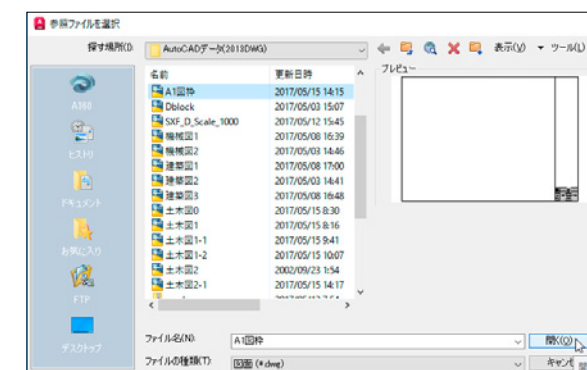 参照ファイルを選択
探す場所(I):
AutoCADデータ(2013DWG)
表示(V)
ツール(L)
名前
更新日時
プレビュー
A1図枠 2017/05/15 14:15
Dblock 2017/05/03 15:07
SXF_D_Scale_1000 2017/05/12 15:45
機械図1 2017/05/08 16:39
機械図2 2017/05/03 14:46
建築図1 2017/05/08 17:00
建築図2 2017/05/03 14:41
建築図3 2017/05/08 16:48
土木図0 2017/05/15 8:30
土木図1 2017/05/15 8:16
土木図1-1 2017/05/15 9:41
土木図1-2 2017/05/15 10:07
土木図2 2002/09/23 1:54
土木図2-1 2017/05/15 14:17
A360
ヒストリ
ドキュメント
お気に入り
FTP
デスクトップ
ファイル名(N):
A1図枠
開く(O)
ファイルの種類(T):
図面 (*.dwg)
キャンセ